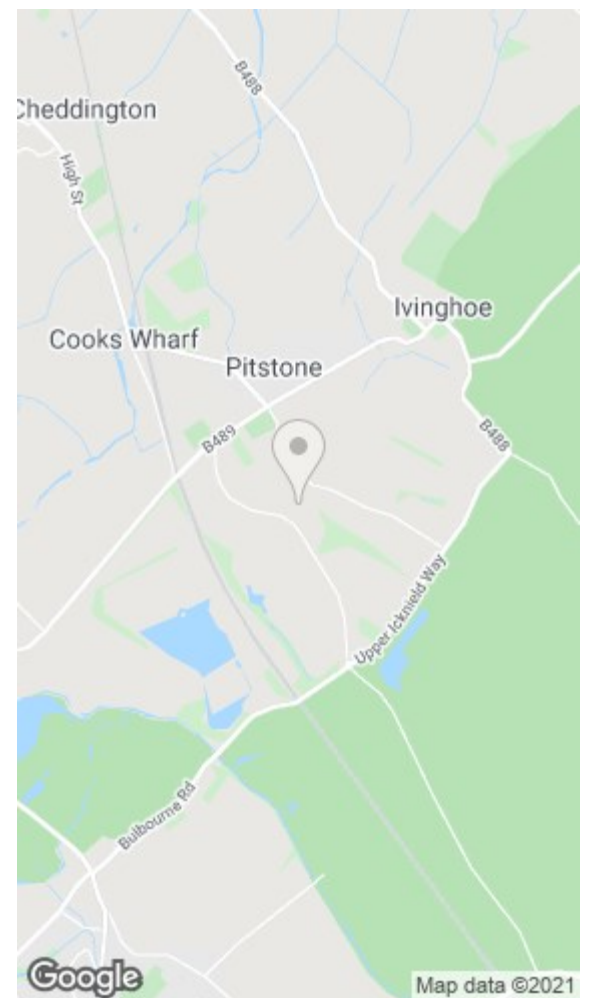 B488
Cheddington
High St
Ivinghoe
Cooks Wharf
Pitstone
B489
B488
Upper Icknield Way
Bulbourne Rd
Google
Map data ©2021